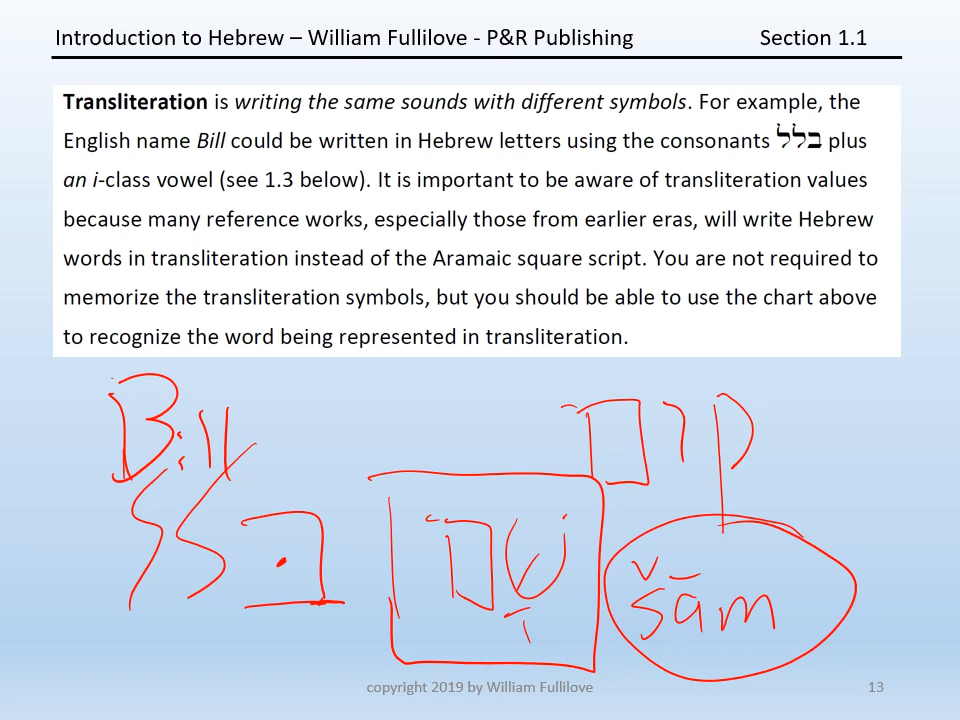 Introduction to Hebrew – William Fullilove - P&R Publishing Section 1.1
Transliteration is writing the same sounds with different symbols. For example, the
English name Bill could be written in Hebrew letters using the consonants בלל plus
an i-class vowel (see 1.3 below). It is important to be aware of transliteration values
because many reference works, especially those from earlier eras, will write Hebrew
words in transliteration instead of the Aramaic square script. You are not required to
memorize the transliteration symbols, but you should be able to use the chart above
to recognize the word being represented in transliteration.
Bill
קום
בּלל
שָ�म
šām
copyright 2019 by William Fullilove 13